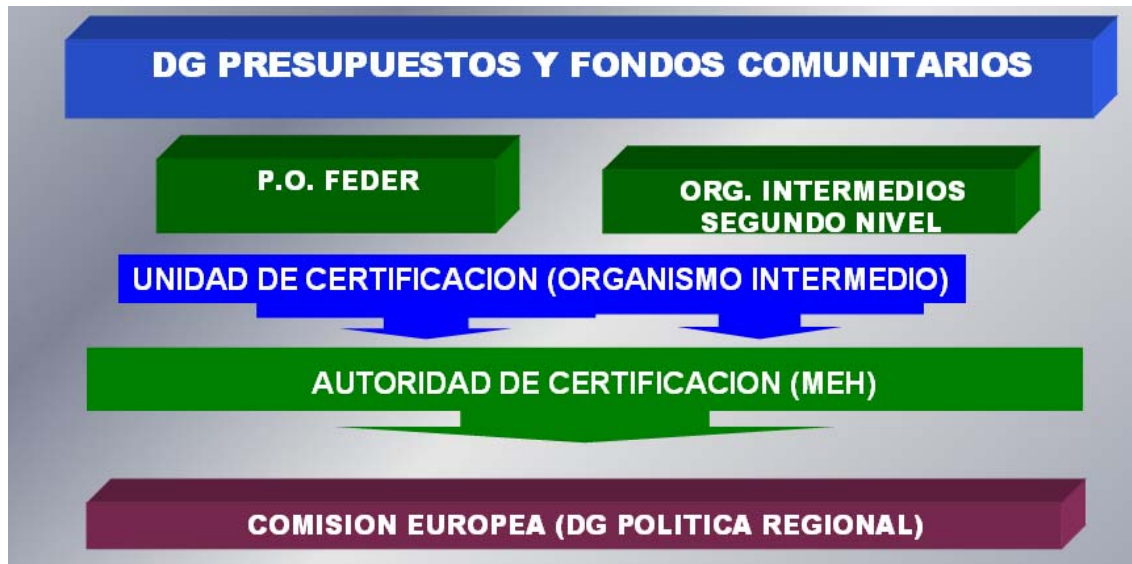 DG PRESUPUESTOS Y FONDOS COMUNITARIOS
P.O. FEDER
ORG. INTERMEDIOS
SEGUNDO NIVEL
UNIDAD DE CERTIFICACION (ORGANISMO INTERMEDIO)
AUTORIDAD DE CERTIFICACION (MEH)
COMISION EUROPEA (DG POLITICA REGIONAL)